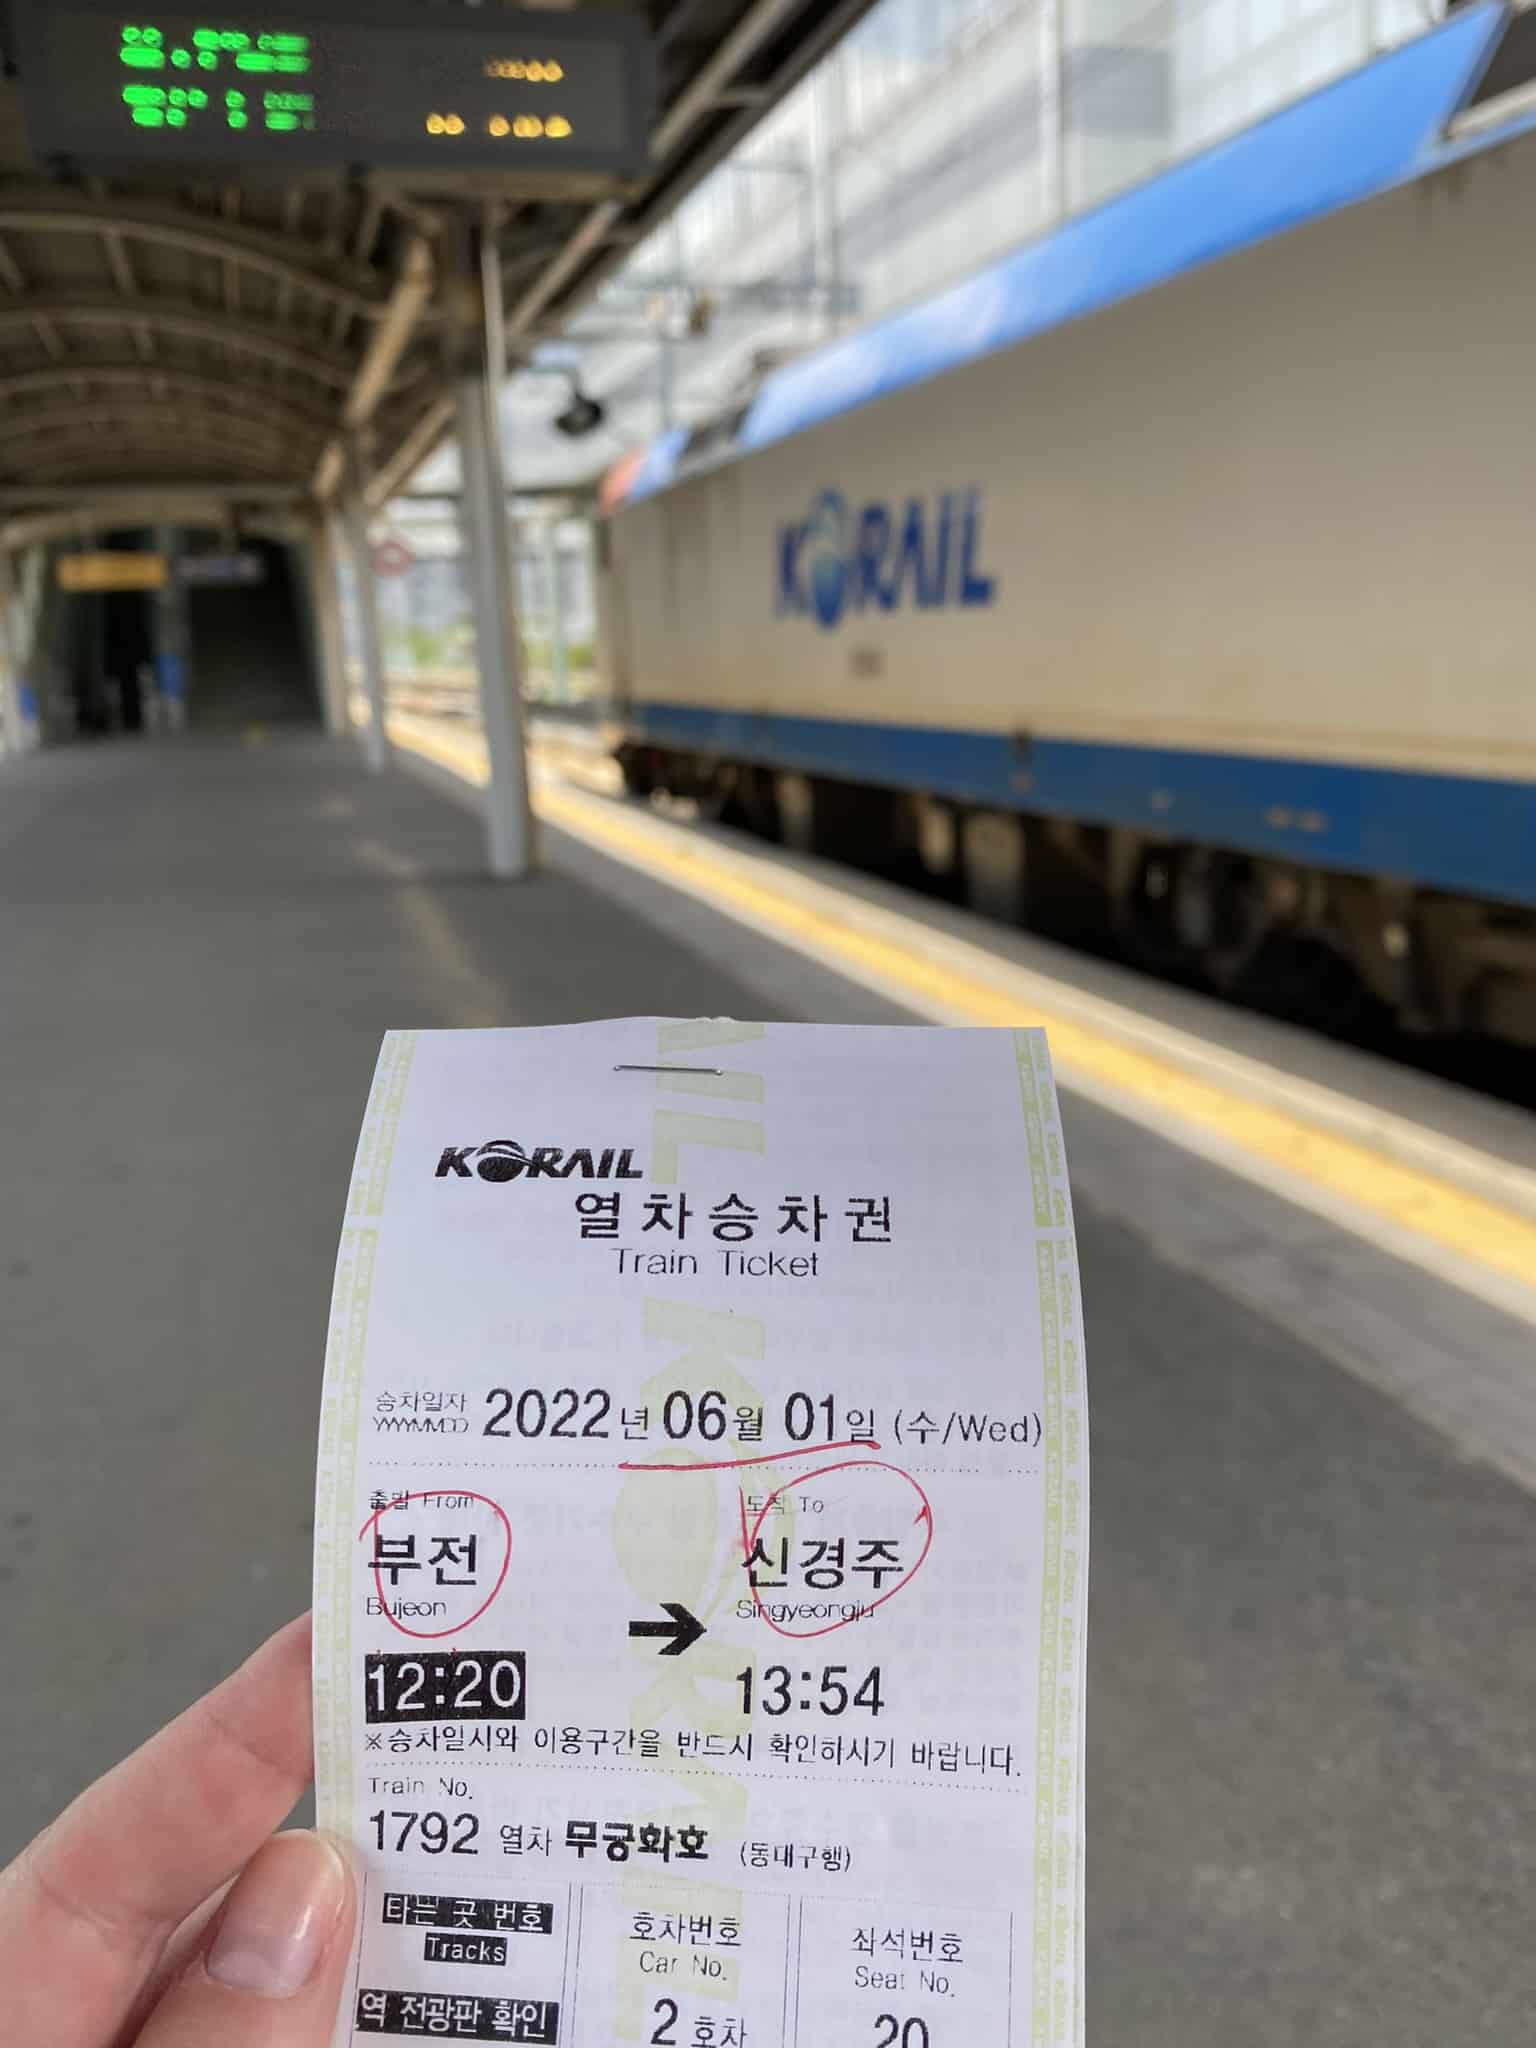 KORAIL
KORAIL
열차승차권
Train Ticket
승차일자
YYYYMMDD
2022년 06월 01일 (수/Wed)
출발 From
도착 To
부전
신경주
Bujeon
Singyeongju
12:20
13:54
※승차일시와 이용구간을 반드시 확인하시기 바랍니다.
Train No.
1792 열차 무궁화호 (동대구행)
타는 곳 번호
Tracks
호차번호
Car No.
좌석번호
Seat No.
역 전광판 확인
2 호차
20